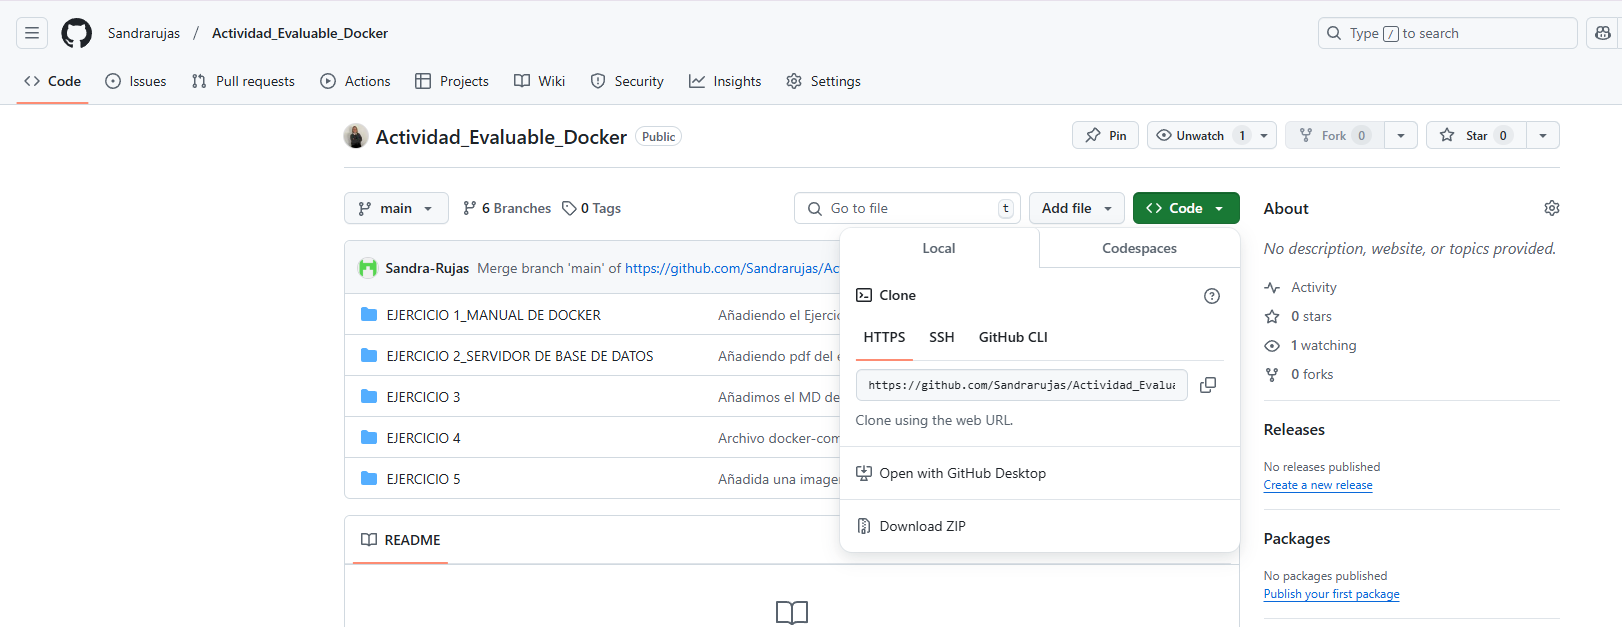 Sandrarujas / Actividad_Evaluable_Docker
Type / to search
Code Issues Pull requests Actions Projects Wiki Security Insights Settings
Actividad_Evaluable_Docker Public
Pin Unwatch 1 Fork 0 Star 0
main 6 Branches 0 Tags
Go to file t Add file Code
Sandra-Rujas Merge branch 'main' of https://github.com/Sandrarujas/Ac
EJERCICIO 1_MANUAL DE DOCKER Añadiendo el Ejercic
EJERCICIO 2_SERVIDOR DE BASE DE DATOS Añadiendo pdf del e
EJERCICIO 3 Añadimos el MD de
EJERCICIO 4 Archivo docker-com
EJERCICIO 5 Añadida una image
README
Local Codespaces
Clone
HTTPS SSH GitHub CLI
https://github.com/Sandrarujas/Actividad_Evalua
Clone using the web URL.
Open with GitHub Desktop
Download ZIP
About
No description, website, or topics provided.
Activity
0 stars
1 watching
0 forks
Releases
No releases published
Create a new release
Packages
No packages published
Publish your first package